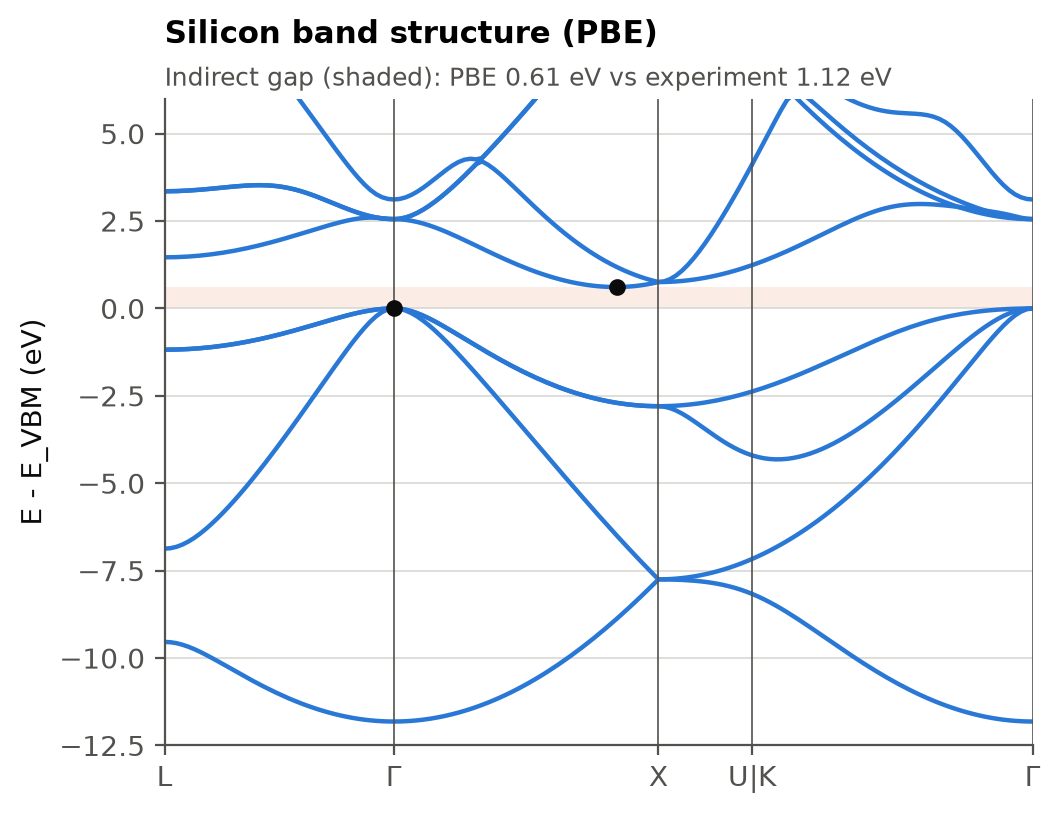 Silicon band structure (PBE)
Indirect gap (shaded): PBE 0.61 eV vs experiment 1.12 eV
E - E_VBM (eV)
5.0
2.5
0.0
−2.5
−5.0
−7.5
−10.0
−12.5
L Γ X U|K Γ